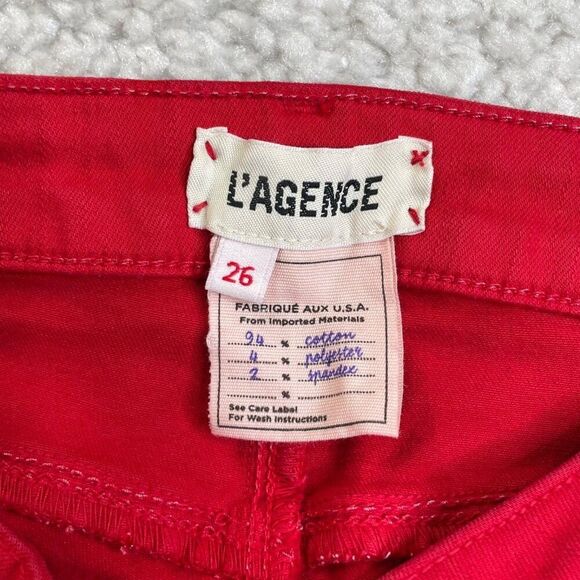 L'AGENCE
26
FABRIQUÉ AUX U.S.A.
From Imported Materials
94 % cotton
4 % polyester
2 % spandex
%
See Care Label
For Wash Instructions